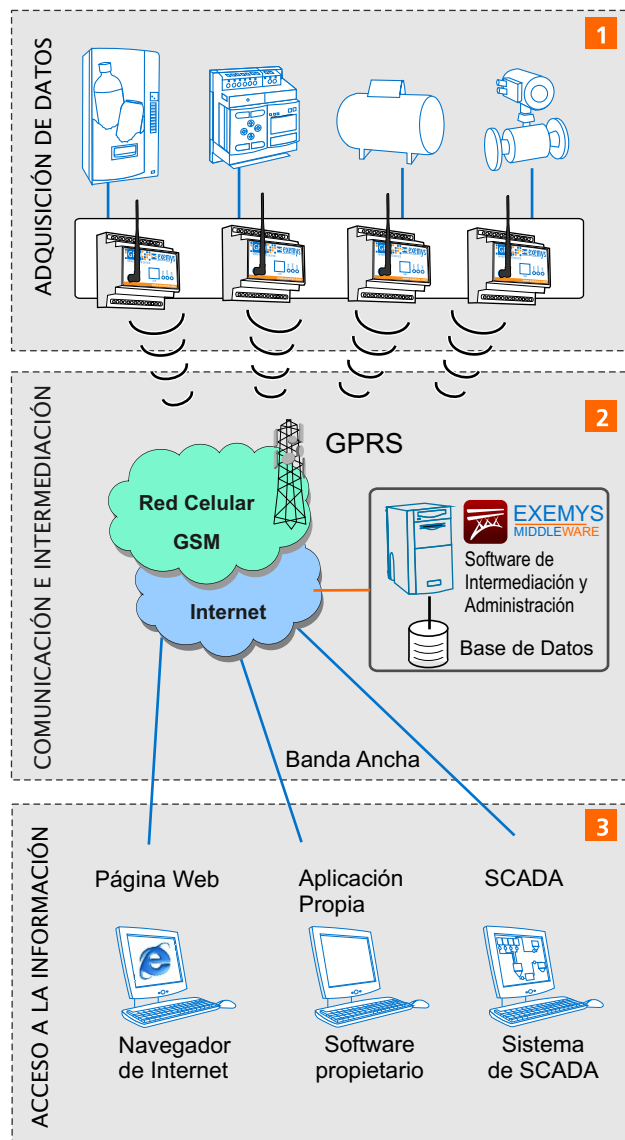 ADQUISICIÓN DE DATOS
1
EXEMYS
EXEMYS
EXEMYS
EXEMYS
COMUNICACIÓN E INTERMEDIACIÓN
2
GPRS
Red Celular
GSM
Internet
EXEMYS
MIDDLEWARE
Software de
Intermediación y
Administración
Base de Datos
Banda Ancha
ACCESO A LA INFORMACIÓN
3
Página Web
Aplicación
Propia
SCADA
Navegador
de Internet
Software
propietario
Sistema
de SCADA